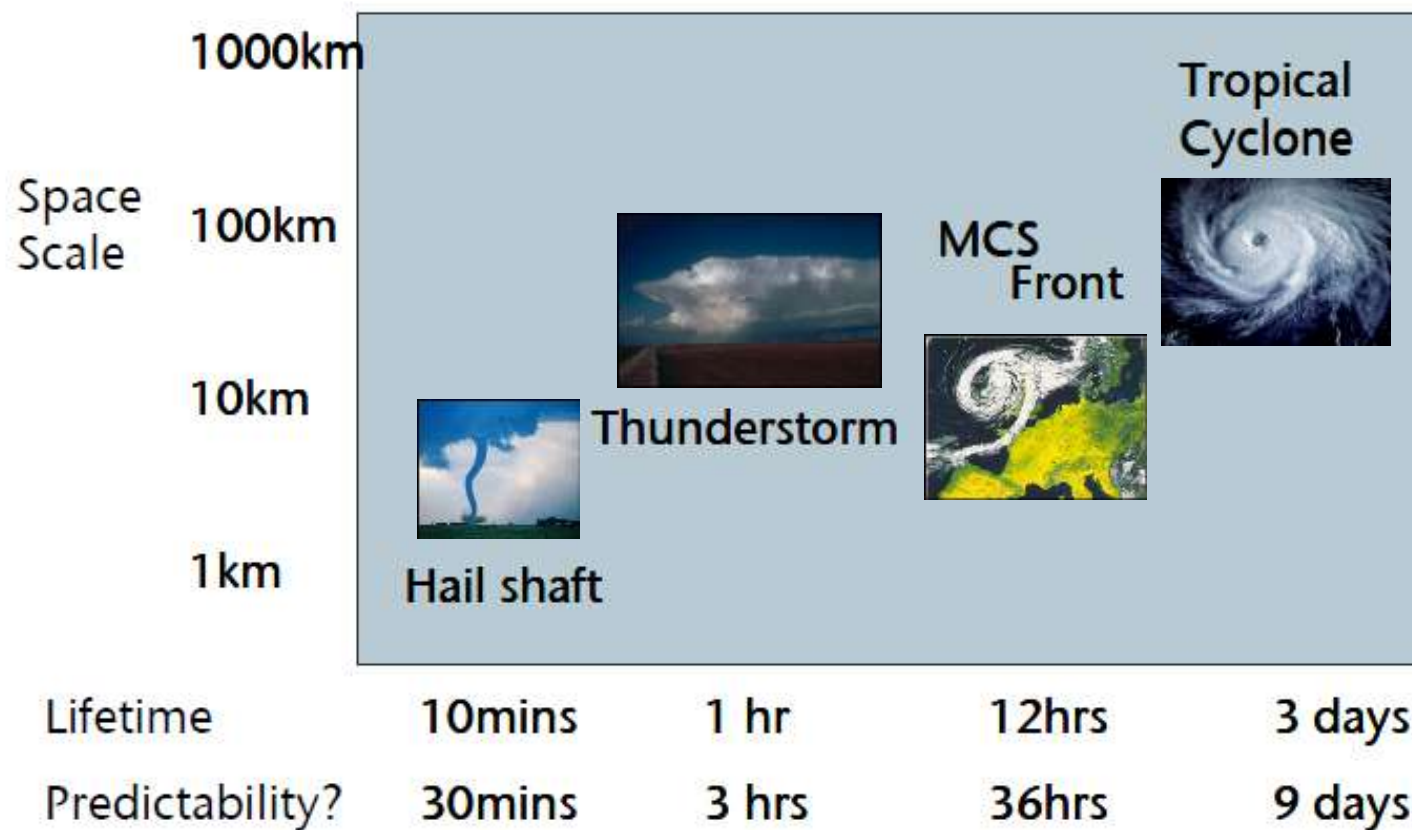 1000km
Tropical
Cyclone
Space
Scale
100km
MCS
Front
10km
Thunderstorm
1km
Hail shaft
Lifetime 10mins 1 hr 12hrs 3 days
Predictability? 30mins 3 hrs 36hrs 9 days